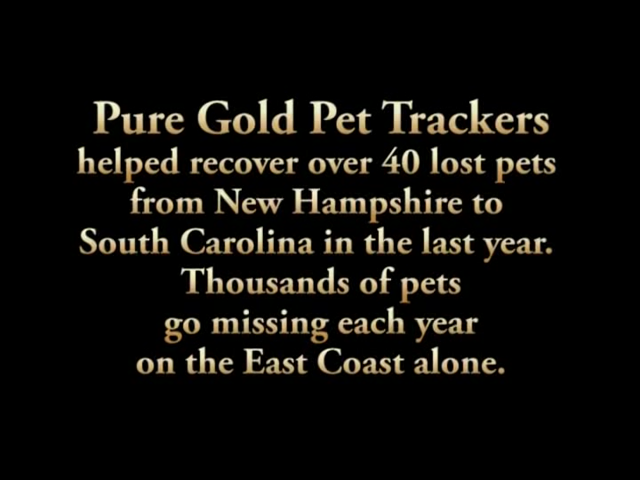 Pure Gold Pet Trackers
helped recover over 40 lost pets
from New Hampshire to
South Carolina in the last year.
Thousands of pets
go missing each year
on the East Coast alone.